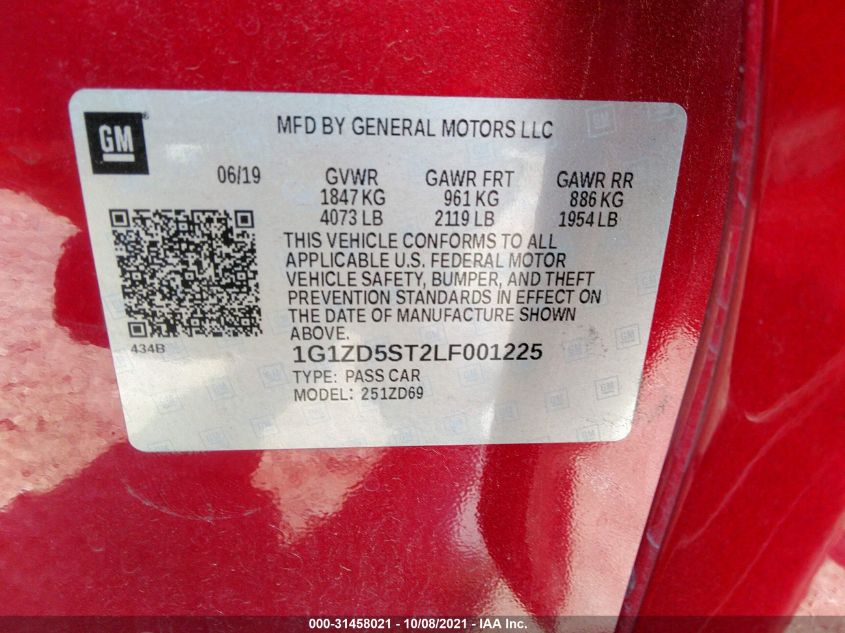 GM
MFD BY GENERAL MOTORS LLC
06/19 GVWR GAWR FRT GAWR RR
1847 KG 961 KG 886 KG
4073 LB 2119 LB 1954 LB
THIS VEHICLE CONFORMS TO ALL
APPLICABLE U.S. FEDERAL MOTOR
VEHICLE SAFETY, BUMPER, AND THEFT
PREVENTION STANDARDS IN EFFECT ON
THE DATE OF MANUFACTURE SHOWN
ABOVE.
434B
1G1ZD5ST2LF001225
TYPE: PASS CAR
MODEL: 251ZD69
000-31458021 - 10/08/2021 - IAA Inc.